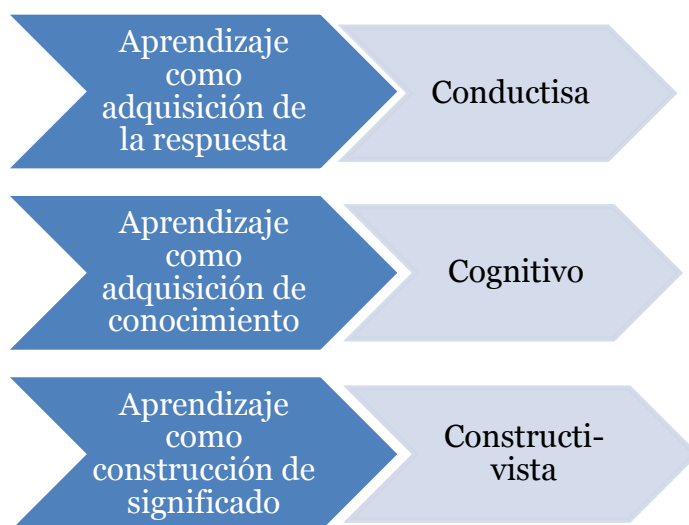 Aprendizaje
como
adquisición de
la respuesta
Conductisa
Aprendizaje
como
adquisición de
conocimiento
Cognitivo
Aprendizaje
como
construcción de
significado
Constructi-
vista